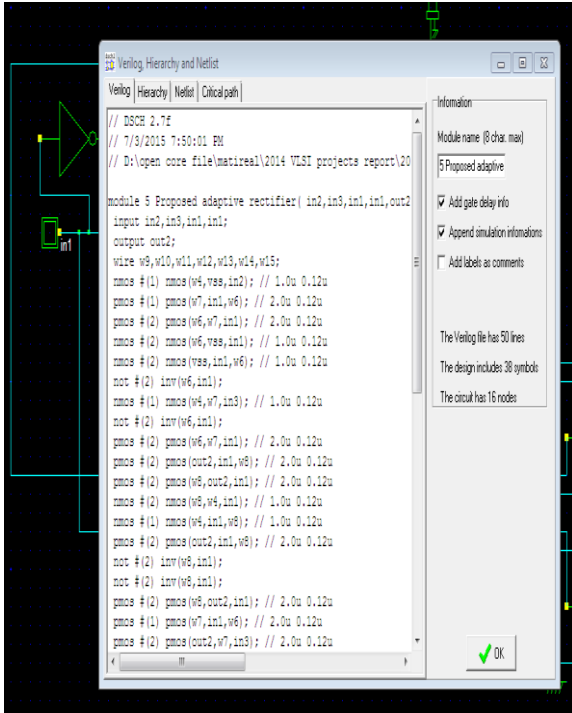 Verilog, Hierarchy and Netlist
Verilog Hierarchy Netlist Critical path
// DSCH 2.7f
// 7/3/2015 7:50:01 PM
// D:\open core file\matireal\2014 VLSI projects report\20
module 5 Proposed adaptive rectifier( in2,in3,in1,in1,out2
input in2,in3,in1,in1;
output out2;
wire w9,w10,w11,w12,w13,w14,w15;
nmos #(1) nmos(w4,vss,in2); // 1.0u 0.12u
pmos #(1) pmos(w7,in1,w6); // 2.0u 0.12u
pmos #(2) pmos(w6,w7,in1); // 2.0u 0.12u
nmos #(2) nmos(w6,vss,in1); // 1.0u 0.12u
nmos #(2) nmos(vss,in1,w6); // 1.0u 0.12u
not #(2) inv(w6,in1);
nmos #(1) nmos(w4,w7,in3); // 1.0u 0.12u
not #(2) inv(w6,in1);
pmos #(2) pmos(w6,w7,in1); // 2.0u 0.12u
pmos #(2) pmos(out2,in1,w8); // 2.0u 0.12u
pmos #(2) pmos(w8,out2,in1); // 2.0u 0.12u
nmos #(2) nmos(w8,w4,in1); // 1.0u 0.12u
nmos #(1) nmos(w4,in1,w8); // 1.0u 0.12u
pmos #(2) pmos(out2,in1,w8); // 2.0u 0.12u
not #(2) inv(w8,in1);
not #(2) inv(w8,in1);
pmos #(2) pmos(w8,out2,in1); // 2.0u 0.12u
pmos #(1) pmos(w7,in1,w6); // 2.0u 0.12u
pmos #(2) pmos(out2,w7,in3); // 2.0u 0.12u
Information
Module name (8 char. max)
5 Proposed adaptive
Add gate delay info
Append simulation infomations
Add labels as comments
The Verilog file has 50 lines
The design includes 38 symbols
The circuit has 16 nodes
OK
in1